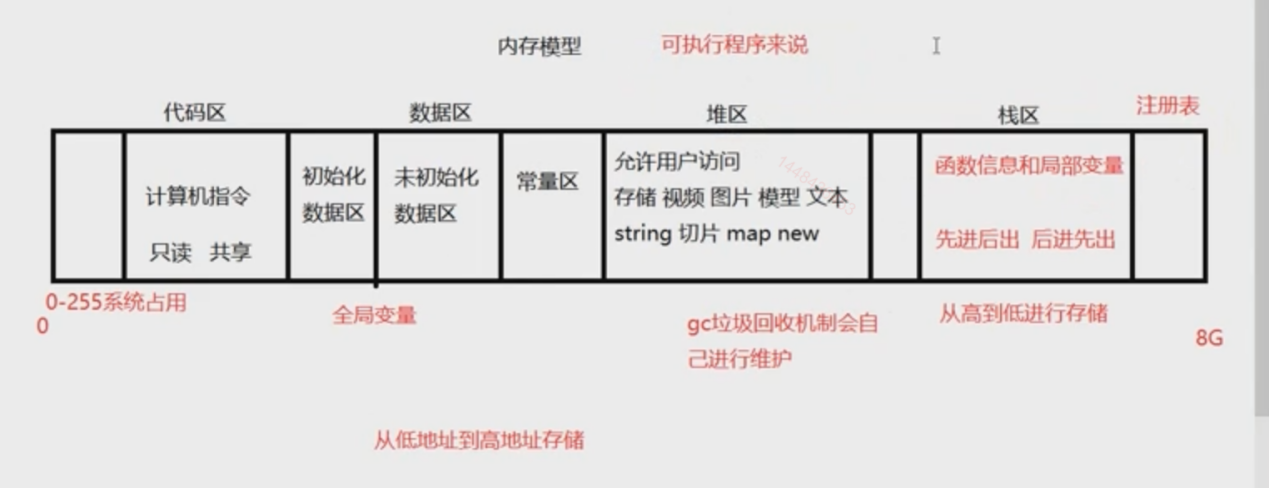 内存模型 可执行程序来说
代码区 数据区 堆区 栈区 注册表
计算机指令
只读 共享
初始化
数据区
未初始化
数据区
常量区
允许用户访问
存储 视频 图片 模型 文本
string 切片 map new
函数信息和局部变量
先进后出 后进先出
0-255系统占用
0
全局变量
gc垃圾回收机制会自
己进行维护
从高到低进行存储
8G
从低地址到高地址存储